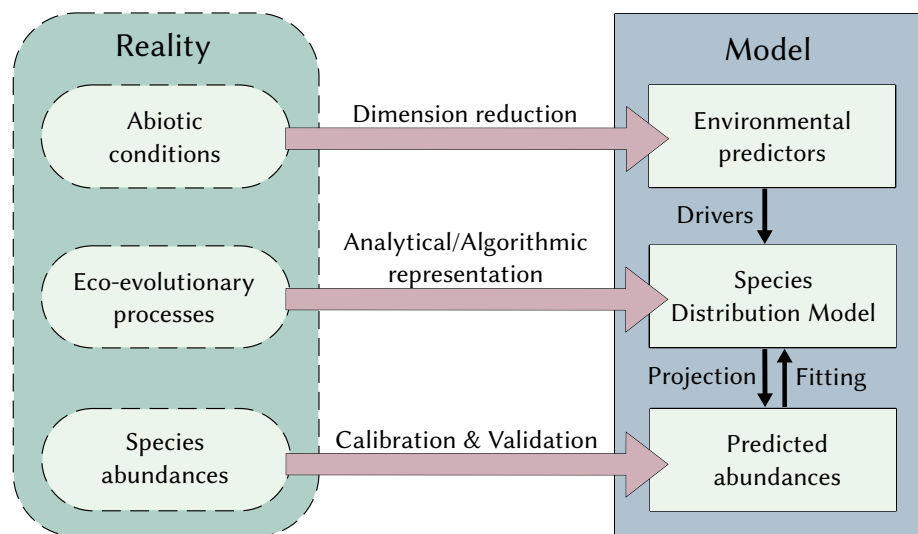 Reality
Model
Abiotic
conditions
Dimension reduction
Environmental
predictors
Drivers
Eco-evolutionary
processes
Analytical/Algorithmic
representation
Species
Distribution Model
Projection
Fitting
Species
abundances
Calibration & Validation
Predicted
abundances